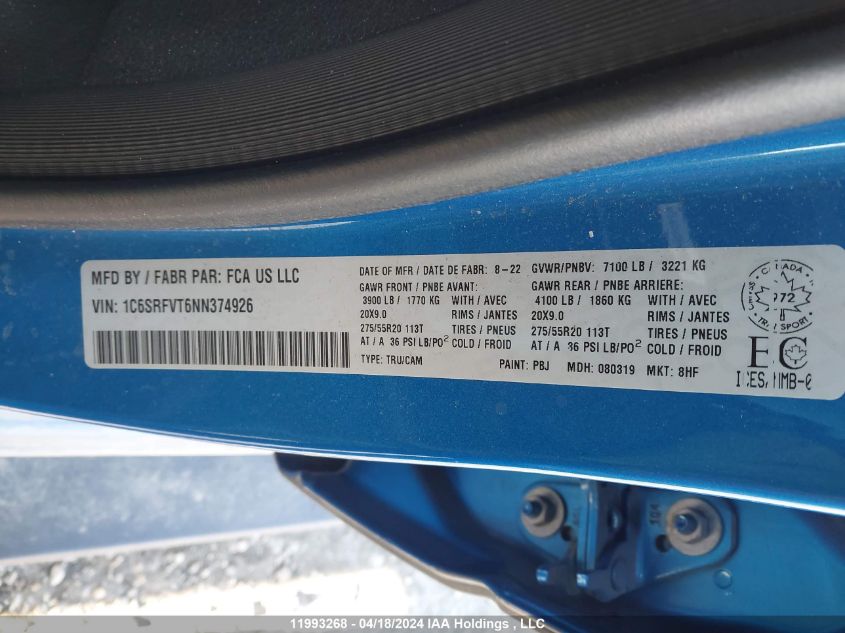 MFD BY / FABR PAR: FCA US LLC
VIN: 1C6SRFVT6NN374926
DATE OF MFR / DATE DE FABR: 8-22 GVWR/PNBV: 7100 LB / 3221 KG
GAWR FRONT / PNBE AVANT: GAWR REAR / PNBE ARRIERE:
3900 LB / 1770 KG WITH / AVEC 4100 LB / 1860 KG WITH / AVEC
20X9.0 RIMS / JANTES 20X9.0 RIMS / JANTES
275/55R20 113T TIRES / PNEUS 275/55R20 113T TIRES / PNEUS
AT / A 36 PSI LB/PO² COLD / FROID AT / A 36 PSI LB/PO² COLD / FROID
TYPE: TRU/CAM PAINT: PBJ MDH: 080319 MKT: 8HF
EC
104
11993268 - 04/18/2024 IAA Holdings , LLC